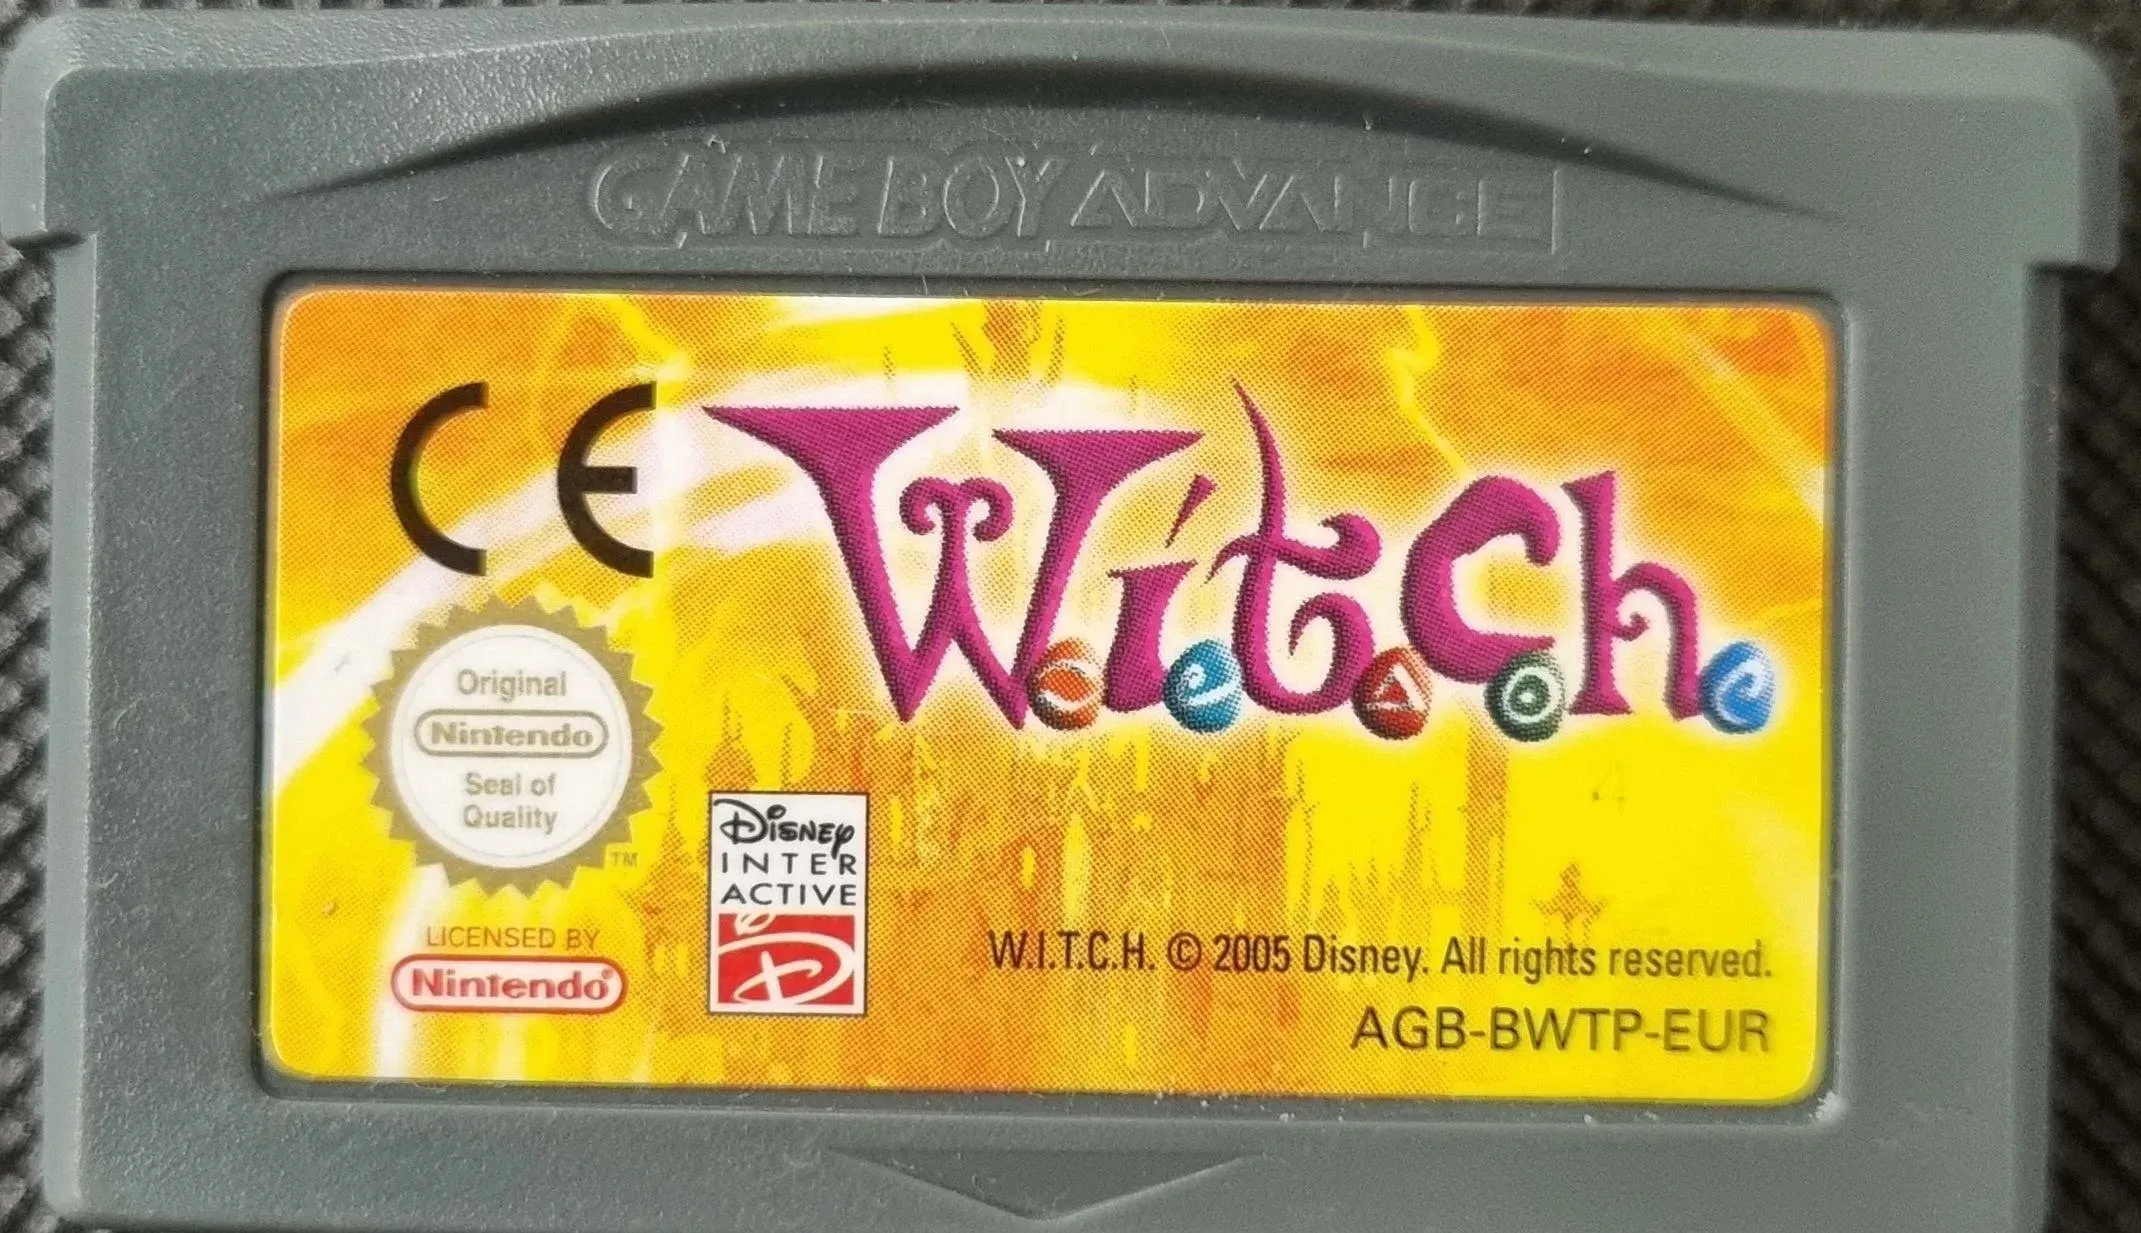 GAME BOY ADVANCE
CE
W.i.t.c.h.
Original
Nintendo
Seal of
Quality
TM
LICENSED BY
Nintendo®
Disney
INTER
ACTIVE
W.I.T.C.H. © 2005 Disney. All rights reserved.
AGB-BWTP-EUR
4